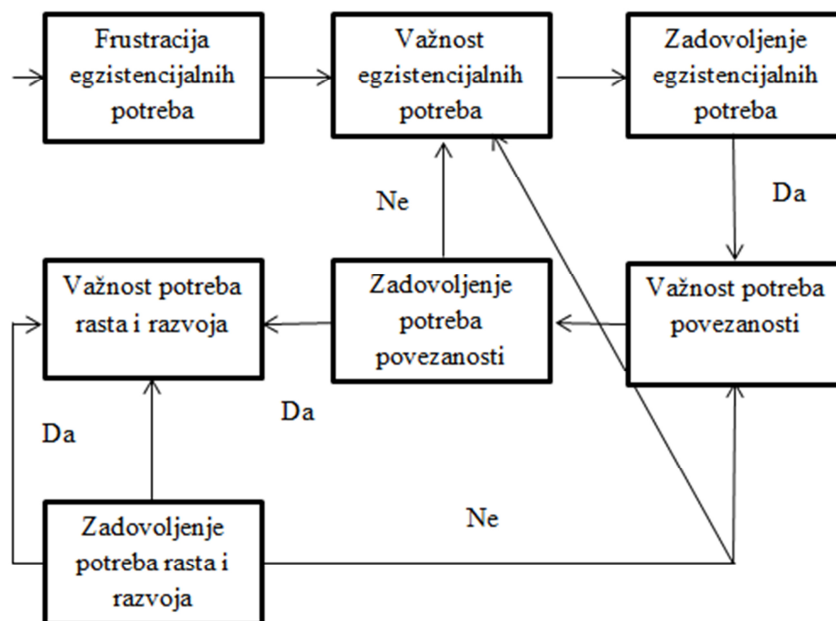 Frustracija
egzistencijalnih
potreba
Važnost
egzistencijalnih
potreba
Zadovoljenje
egzistencijalnih
potreba
Ne
Da
Važnost potreba
rasta i razvoja
Zadovoljenje
potreba
povezanosti
Važnost potreba
povezanosti
Da
Da
Zadovoljenje
potreba rasta i
razvoja
Ne